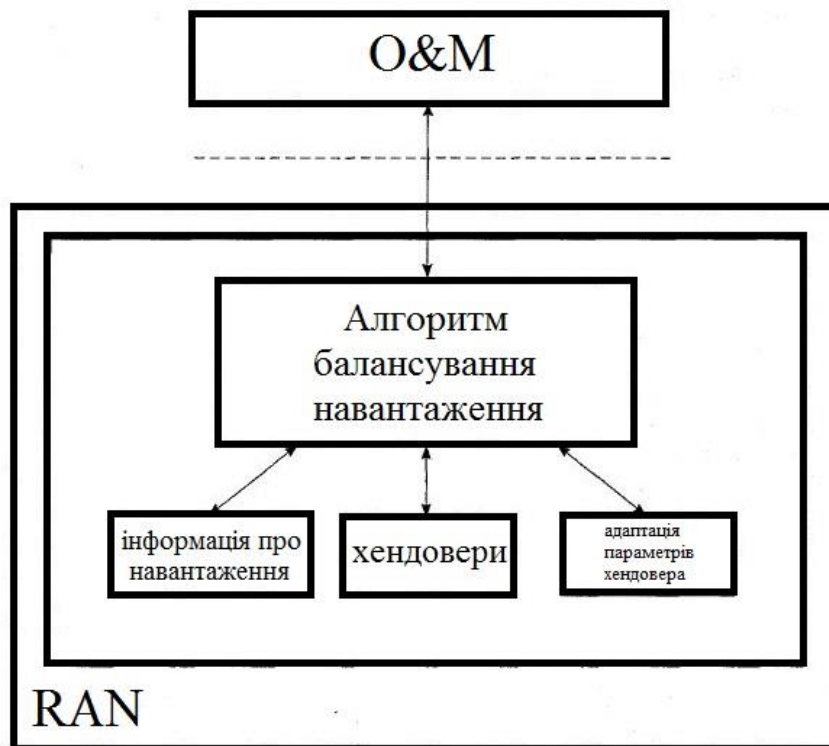 O&M
Алгоритм
балансування
навантаження
інформація про
навантаження
хендовери
адаптація
параметрів
хендовера
RAN